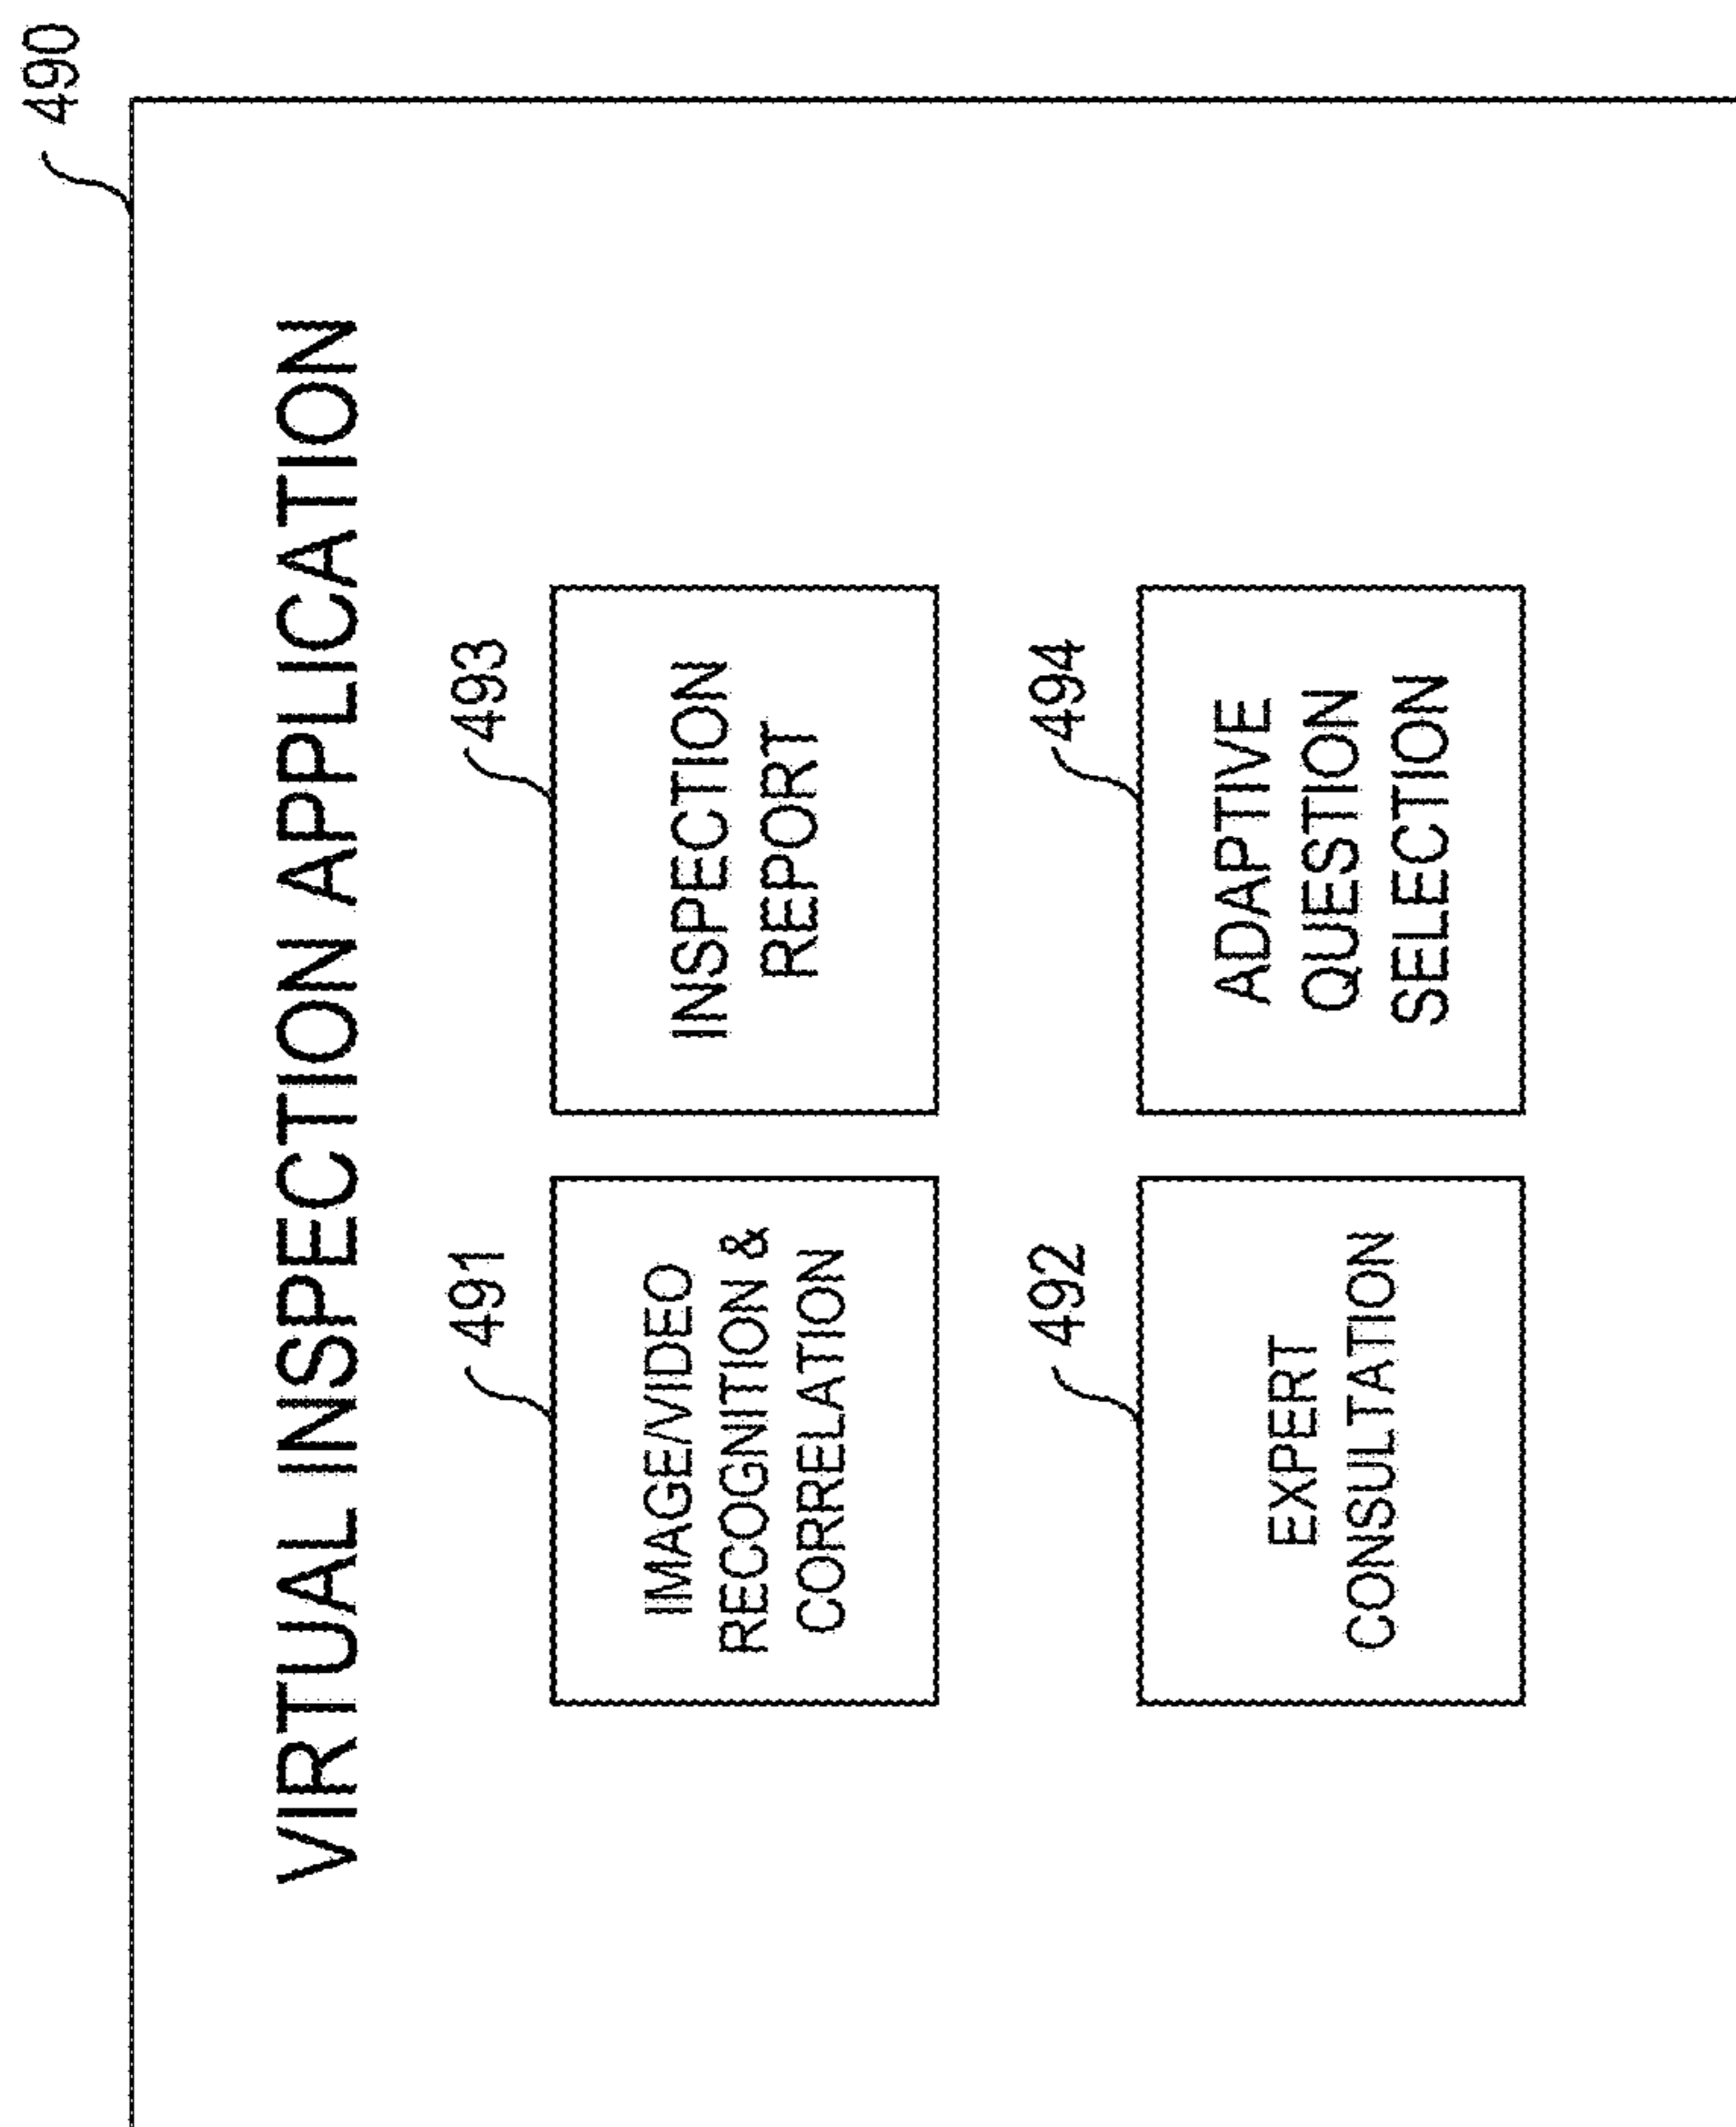 490
VIRTUAL INSPECTION APPLICATION
491
IMAGE/VIDEO
RECOGNITION &
CORRELATION
493
INSPECTION
REPORT
492
EXPERT
CONSULTATION
494
ADAPTIVE
QUESTION
SELECTION